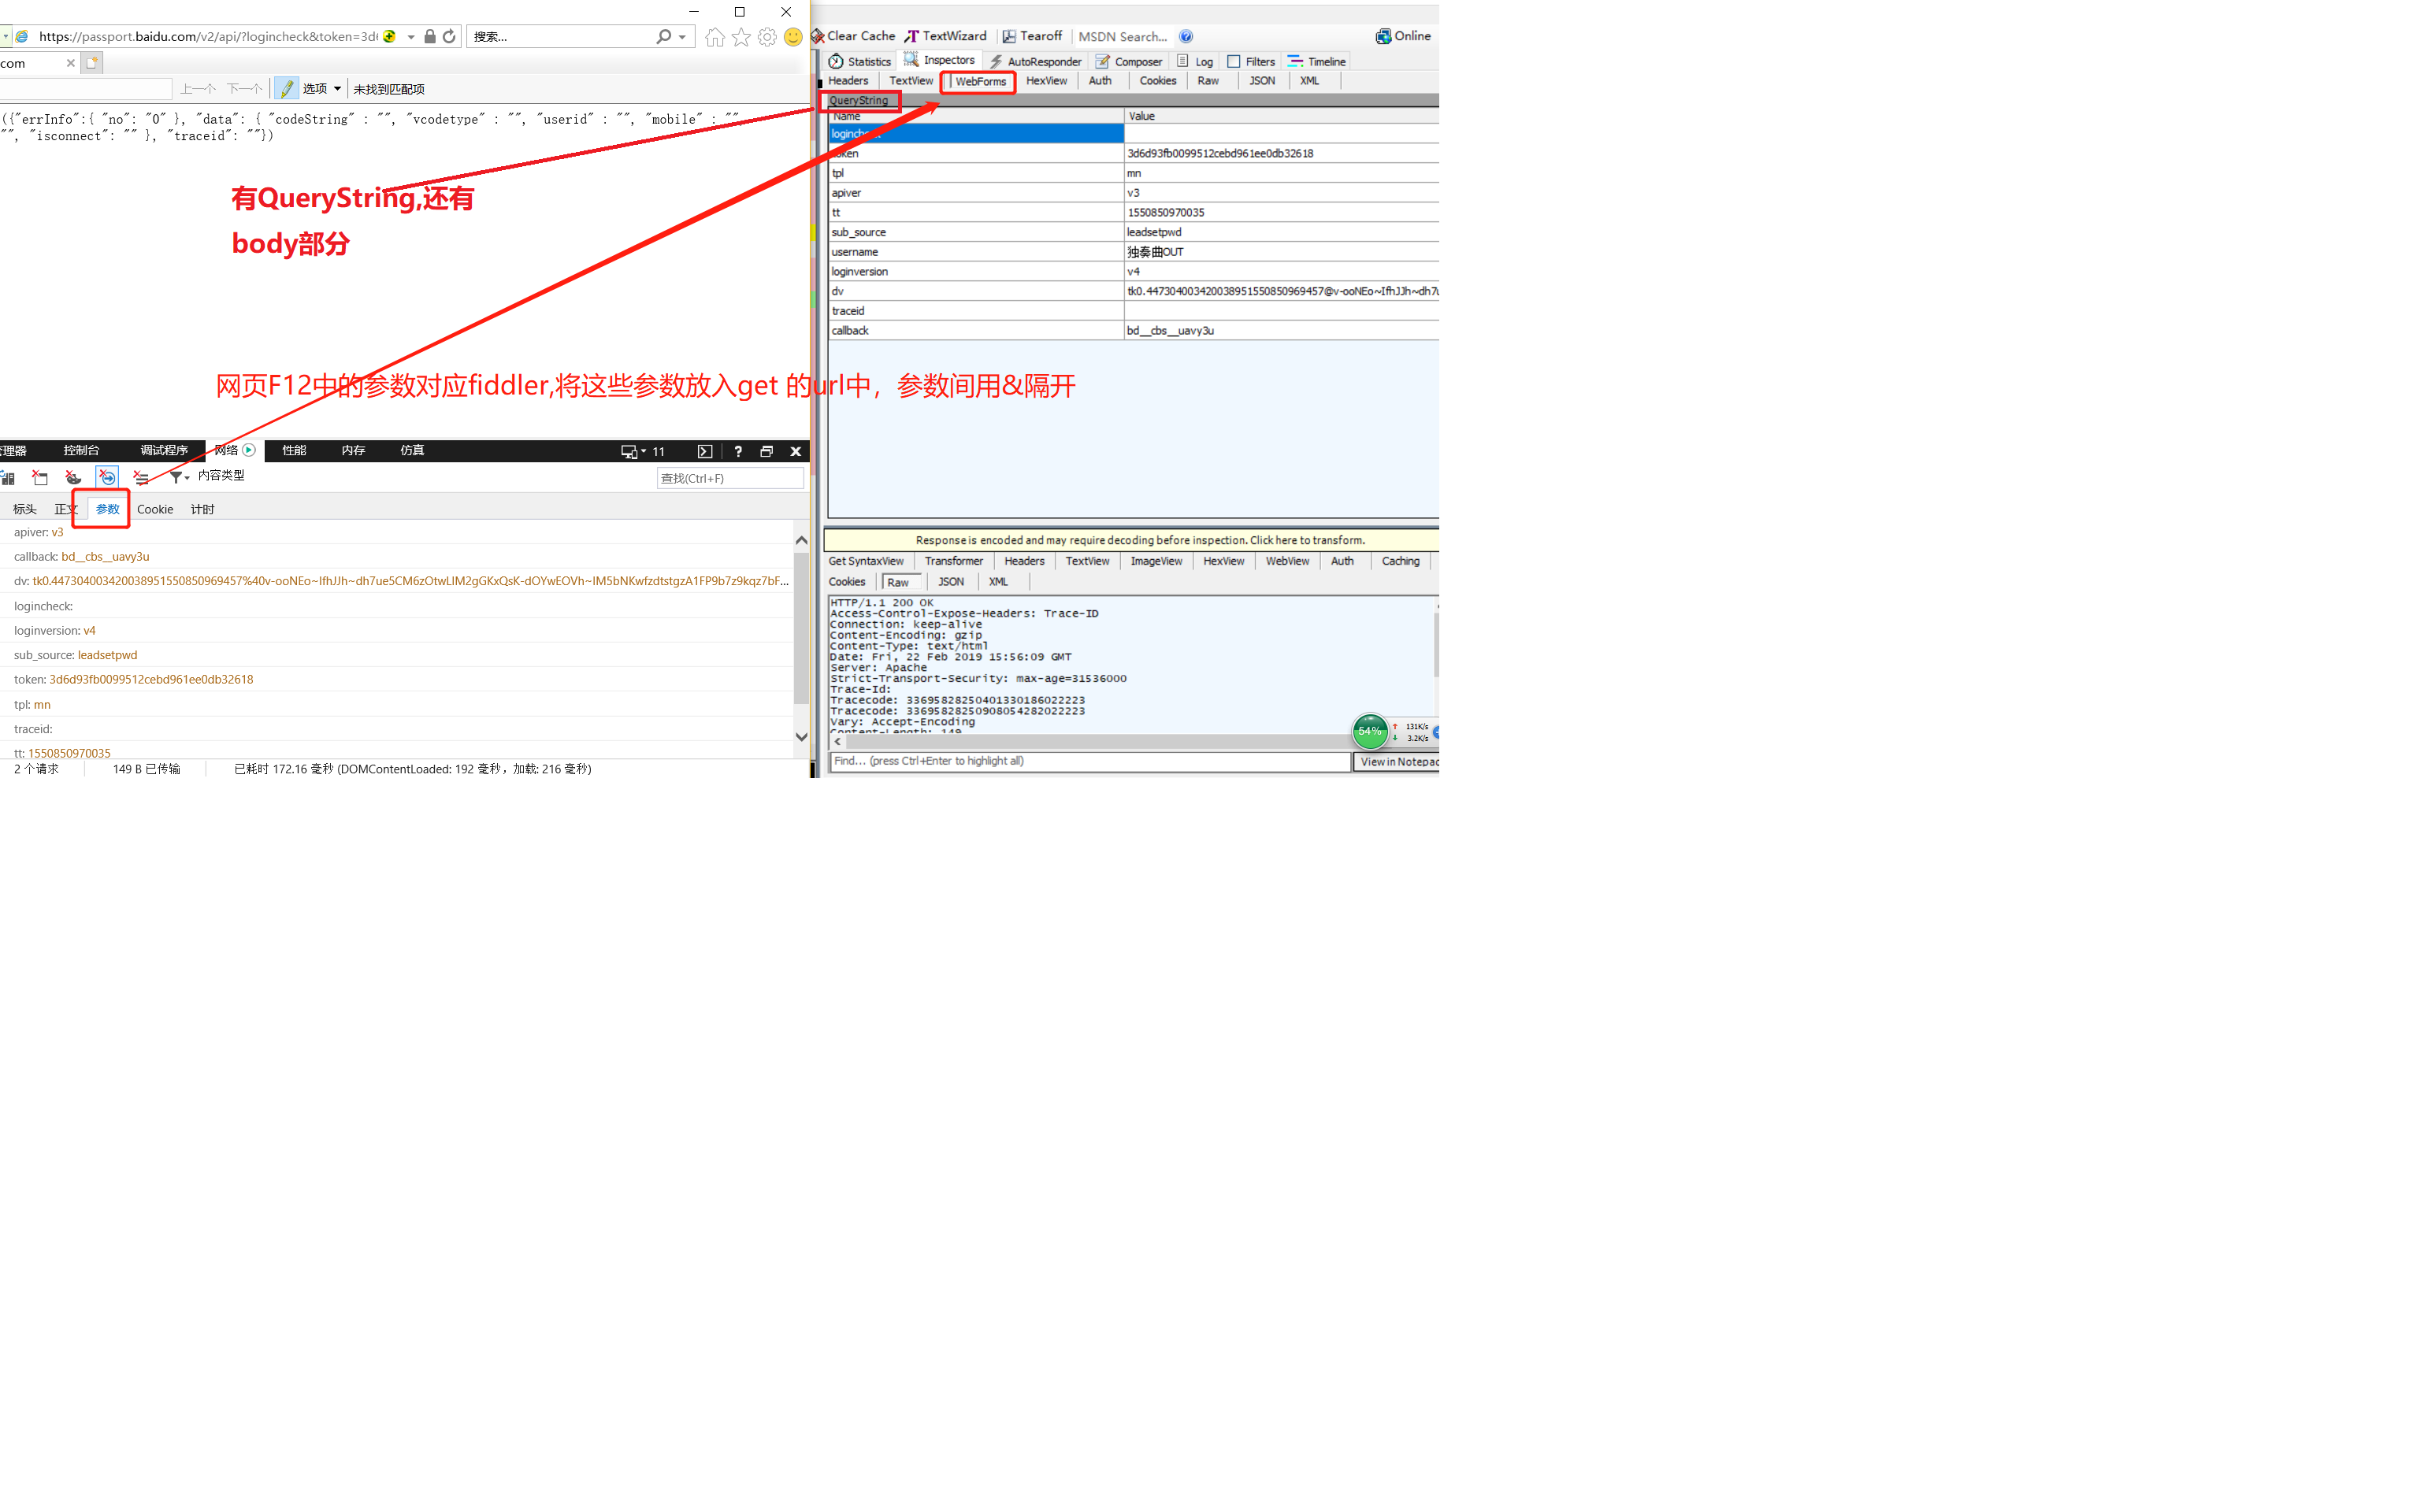 https://passport.baidu.com/v2/api/?logincheck&token=3d6
搜索...
com
上一个 下一个 选项 未找到匹配项
({"errInfo":{ "no": "0" }, "data": { "codeString" : "", "vcodetype" : "", "userid" : "", "mobile" : ""
"", "isconnect": "" }, "traceid": ""})
有QueryString,还有
body部分
网页F12中的参数对应fiddler,将这些参数放入get 的url中，参数间用&隔开
管理器 控制台 调试程序 网络 性能 内存 仿真 11
内容类型 查找(Ctrl+F)
标头 正文 参数 Cookie 计时
apiver: v3
callback: bd__cbs__uavy3u
dv: tk0.447304003420038951550850969457%40v-ooNEo~IfhJJh~dh7ue5CM6zOtwLIM2gGKxQsK-dOYwEOVh~IM5bNKwfzdtstgzA1FP9b7z9kqz7bF...
logincheck:
loginversion: v4
sub_source: leadsetpwd
token: 3d6d93fb0099512cebd961ee0db32618
tpl: mn
traceid:
tt: 1550850970035
2 个请求 149 B 已传输 已耗时 172.16 毫秒 (DOMContentLoaded: 192 毫秒，加载: 216 毫秒)
Clear Cache TextWizard Tearoff MSDN Search... Online
Statistics Inspectors AutoResponder Composer Log Filters Timeline
Headers TextView WebForms HexView Auth Cookies Raw JSON XML
QueryString
Name Value
token 3d6d93fb0099512cebd961ee0db32618
tpl mn
apiver v3
tt 1550850970035
sub_source leadsetpwd
username 独奏曲OUT
loginversion v4
dv tk0.447304003420038951550850969457@v-ooNEo~IfhJJh~dh7u
traceid
callback bd__cbs__uavy3u
Response is encoded and may require decoding before inspection. Click here to transform.
Get SyntaxView Transformer Headers TextView ImageView HexView WebView Auth Caching
Cookies Raw JSON XML
HTTP/1.1 200 OK
Access-Control-Expose-Headers: Trace-ID
Connection: keep-alive
Content-Encoding: gzip
Content-Type: text/html
Date: Fri, 22 Feb 2019 15:56:09 GMT
Server: Apache
Strict-Transport-Security: max-age=31536000
Trace-Id:
Tracecode: 33695828250401330186022223
Tracecode: 33695828250908054282022223
Vary: Accept-Encoding
Content-Length: 149
54% 131K/s
3.2K/s
Find... (press Ctrl+Enter to highlight all) View in Notepad